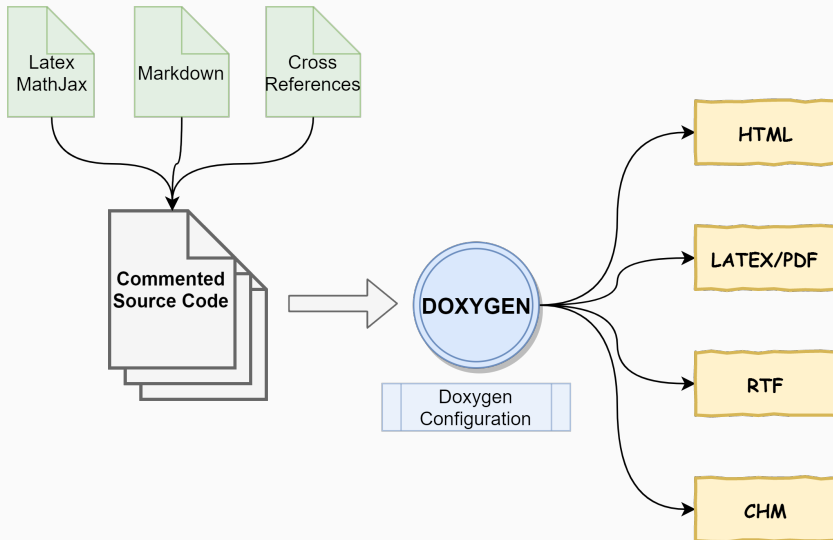 Latex
MathJax
Markdown
Cross
References
Commented
Source Code
DOXYGEN
Doxygen
Configuration
HTML
LATEX/PDF
RTF
CHM